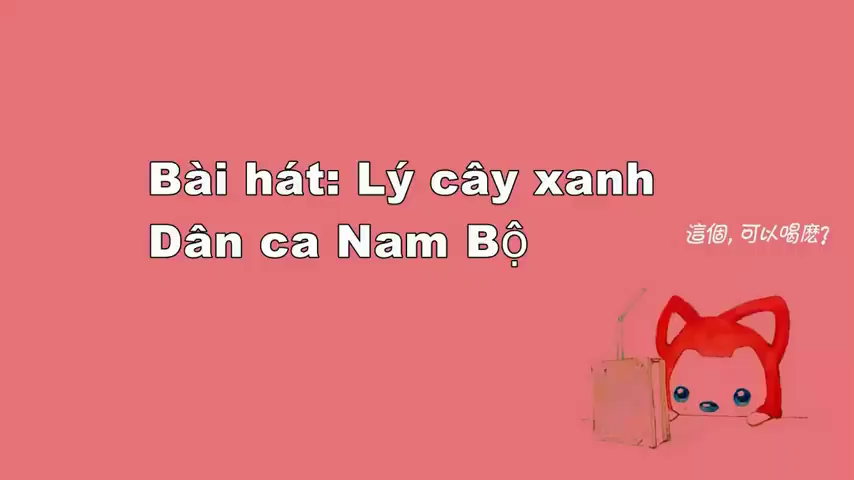 Bài hát: Lý cây xanh
Dân ca Nam Bộ
這個, 可以喝麽?